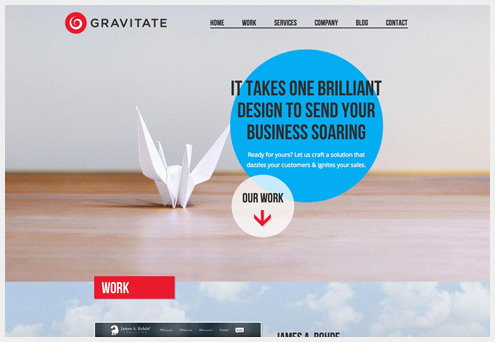 GRAVITATE
HOME WORK SERVICES COMPANY BLOG CONTACT
IT TAKES ONE BRILLIANT
DESIGN TO SEND YOUR
BUSINESS SOARING
Ready for yours? Let us craft a solution that
dazzles your customers & ignites your sales.
OUR WORK
WORK
James A. Rohde
JAMES A. ROHDE